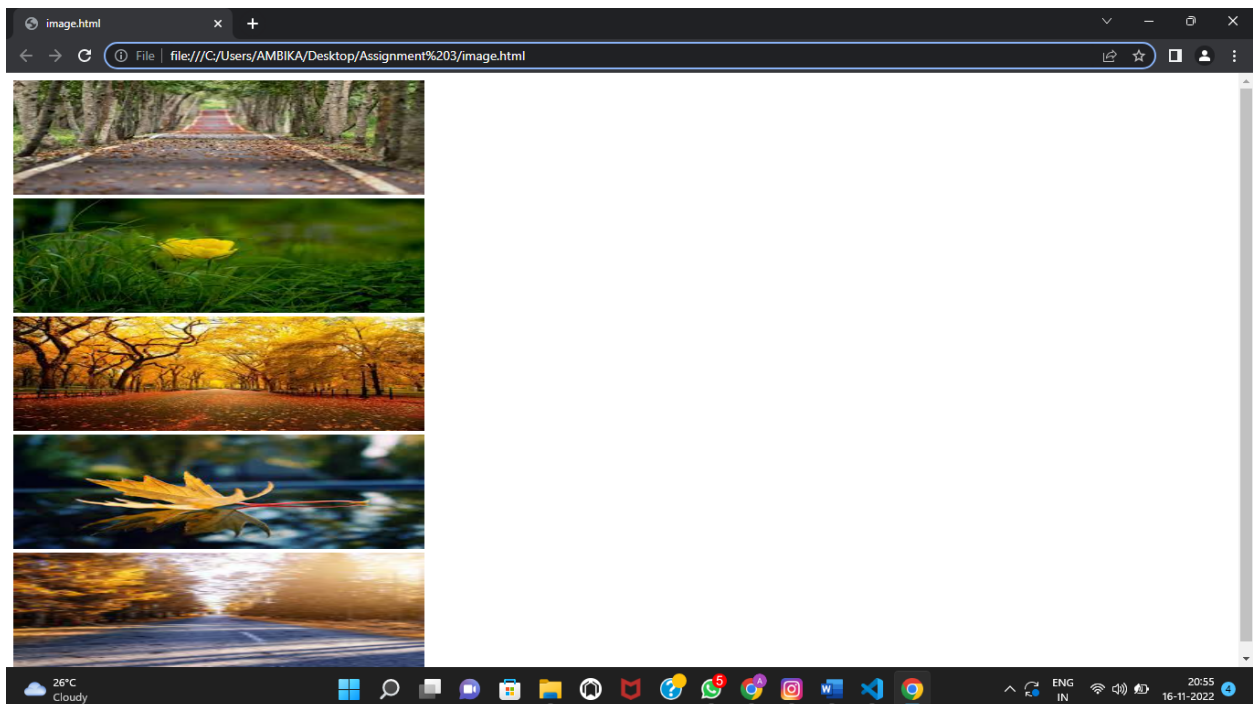 image.html
File
file:///C:/Users/AMBIKA/Desktop/Assignment%203/image.html
26°C
Cloudy
5
A
ENG
IN
20:55
16-11-2022
4